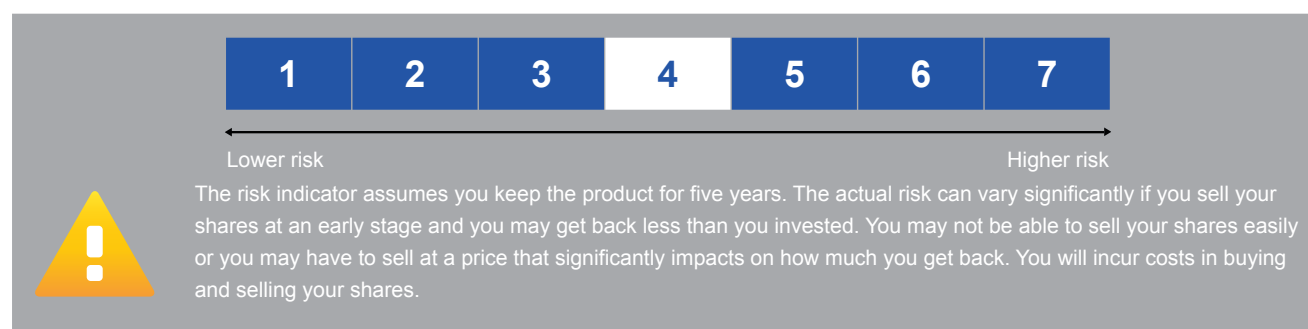 1 2 3 4 5 6 7
Lower risk Higher risk
The risk indicator assumes you keep the product for five years. The actual risk can vary significantly if you sell your
shares at an early stage and you may get back less than you invested. You may not be able to sell your shares easily
or you may have to sell at a price that significantly impacts on how much you get back. You will incur costs in buying
and selling your shares.